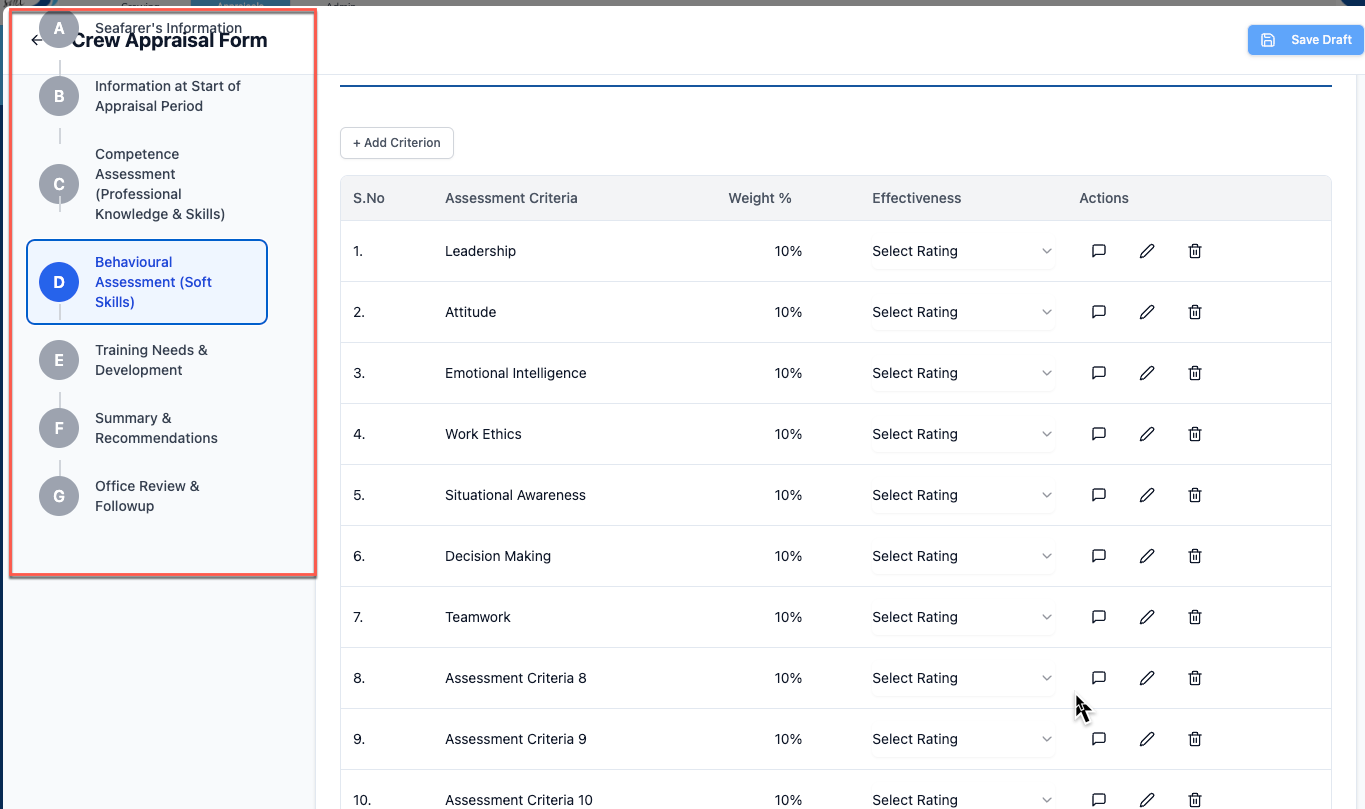 Crewing Appraisals Admin
A Seafarer's Information
Crew Appraisal Form
Save Draft
B
Information at Start of
Appraisal Period
C
Competence
Assessment
(Professional
Knowledge & Skills)
D
Behavioural
Assessment (Soft
Skills)
E
Training Needs &
Development
F
Summary &
Recommendations
G
Office Review &
Followup
+ Add Criterion
S.No Assessment Criteria Weight % Effectiveness Actions
1. Leadership 10% Select Rating
2. Attitude 10% Select Rating
3. Emotional Intelligence 10% Select Rating
4. Work Ethics 10% Select Rating
5. Situational Awareness 10% Select Rating
6. Decision Making 10% Select Rating
7. Teamwork 10% Select Rating
8. Assessment Criteria 8 10% Select Rating
9. Assessment Criteria 9 10% Select Rating
10. Assessment Criteria 10 10% Select Rating